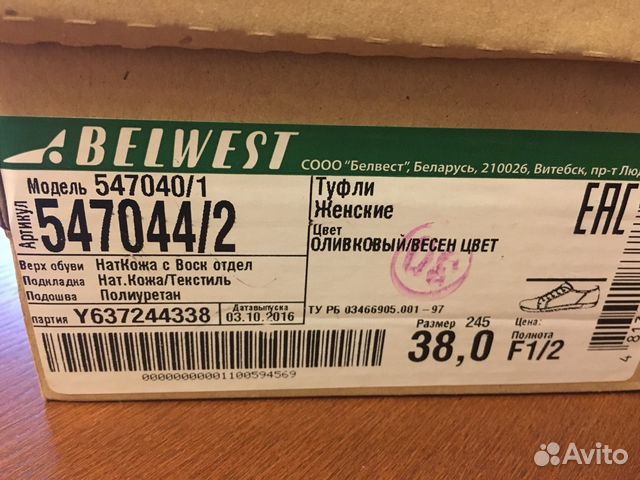 BELWEST
СООО "Белвест", Беларусь, 210026, Витебск, пр-т Люд
Модель 547040/1
Артикул 547044/2
Туфли
Женские
Цвет
ОЛИВКОВЫЙ/ВЕСЕН ЦВЕТ
EAC
Верх обуви НатКожа с Воск отдел
Подкладка Нат.Кожа/Текстиль
Подошва Полиуретан
партия Y637244338
Дата выпуска
03.10.2016
ТУ РБ 03466905.001-97
Размер 245
38,0
Цена:
Полнота
F1/2
00000000001100594569
Avito